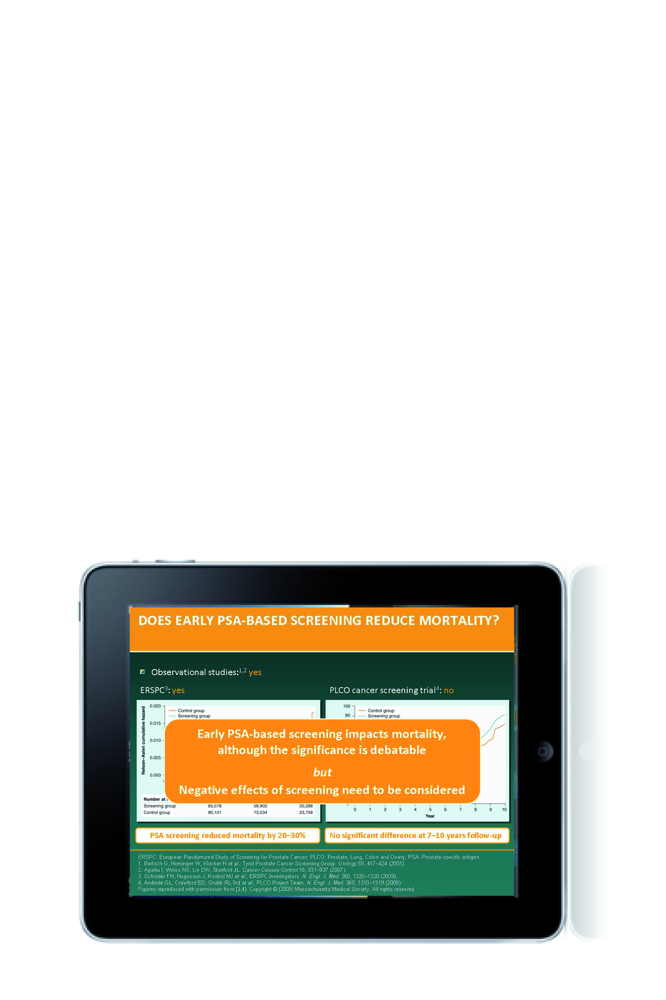 DOES EARLY PSA-BASED SCREENING REDUCE MORTALITY?
Observational studies:1,2 yes
ERSPC3: yes
PLCO cancer screening trial4: no
Nelson–Aalen cumulative hazard
0.020
0.015
0.010
0.005
0.000
Control group
Screening group
100
90
Control group
Screening group
Early PSA-based screening impacts mortality,
although the significance is debatable
but
Negative effects of screening need to be considered
Number at
Screening group 65,078 58,902 20,288
Control group 80,101 73,534 23,758
0 1 2 3 4 5 6 7 8 9 10
Year
PSA screening reduced mortality by 20–30%
No significant difference at 7–10 years follow-up
ERSPC: European Randomized Study of Screening for Prostate Cancer; PLCO: Prostate, Lung, Colon and Ovary; PSA: Prostate-specific antigen.
1. Bartsch G, Horninger W, Klocker H et al.; Tyrol Prostate Cancer Screening Group. Urology 58, 417–424 (2001).
2. Agalliu I, Weiss NS, Lin DW, Stanford JL. Cancer Causes Control 18, 931–937 (2007).
3. Schröder FH, Hugosson J, Roobol MJ et al.; ERSPC Investigators. N. Engl. J. Med. 360, 1320–1328 (2009).
4. Andriole GL, Crawford ED, Grubb RL 3rd et al.; PLCO Project Team. N. Engl. J. Med. 360, 1310–1319 (2009).
Figures reproduced with permission from [3,4]. Copyright © [2009] Massachusetts Medical Society. All rights reserved.